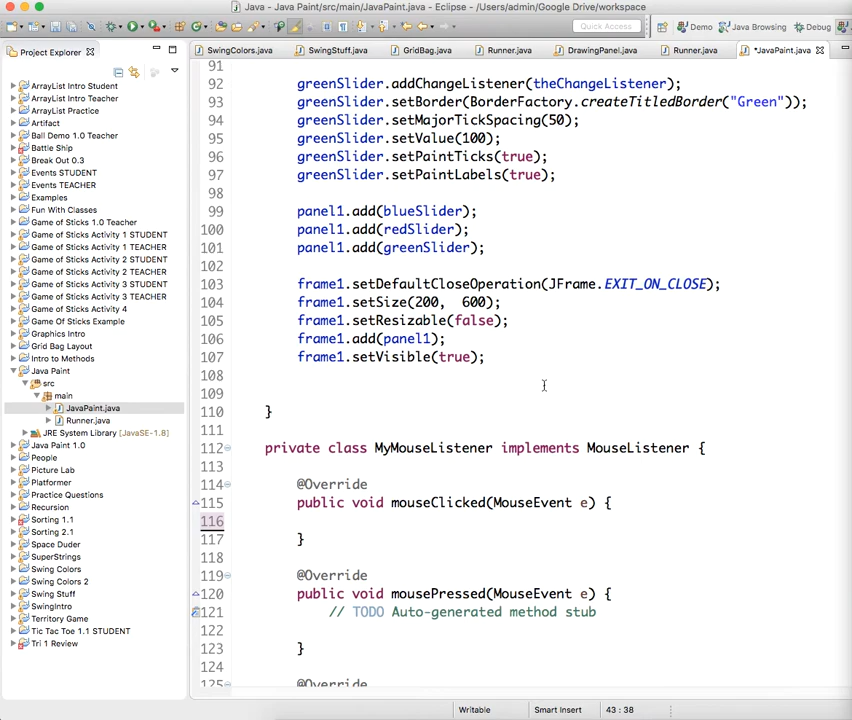 Java - Java Paint/src/main/JavaPaint.java - Eclipse - /Users/admin/Google Drive/workspace
Quick Access
Demo
Java Browsing
Debug
Project Explorer
SwingColors.java
SwingStuff.java
GridBag.java
Runner.java
DrawingPanel.java
Runner.java
*JavaPaint.java
ArrayList Intro Student
ArrayList Intro Teacher
ArrayList Practice
Artifact
Ball Demo 1.0 Teacher
Battle Ship
Break Out 0.3
Events STUDENT
Events TEACHER
Examples
Fun With Classes
Game of Sticks 1.0 Teacher
Game of Sticks Activity 1 STUDENT
Game of Sticks Activity 1 TEACHER
Game of Sticks Activity 2 STUDENT
Game of Sticks Activity 2 TEACHER
Game of Sticks Activity 3 STUDENT
Game of Sticks Activity 3 TEACHER
Game of Sticks Activity 4
Game Of Sticks Example
Graphics Intro
Grid Bag Layout
Intro to Methods
Java Paint
src
main
JavaPaint.java
Runner.java
JRE System Library [JavaSE-1.8]
Java Paint 1.0
People
Picture Lab
Platformer
Practice Questions
Recursion
Sorting 1.1
Sorting 2.1
Space Duder
SuperStrings
Swing Colors
Swing Colors 2
Swing Stuff
SwingIntro
Territory Game
Tic Tac Toe 1.1 STUDENT
Tri 1 Review
91
92 greenSlider.addChangeListener(theChangeListener);
93 greenSlider.setBorder(BorderFactory.createTitledBorder("Green"));
94 greenSlider.setMajorTickSpacing(50);
95 greenSlider.setValue(100);
96 greenSlider.setPaintTicks(true);
97 greenSlider.setPaintLabels(true);
98
99 panel1.add(blueSlider);
100 panel1.add(redSlider);
101 panel1.add(greenSlider);
102
103 frame1.setDefaultCloseOperation(JFrame.EXIT_ON_CLOSE);
104 frame1.setSize(200, 600);
105 frame1.setResizable(false);
106 frame1.add(panel1);
107 frame1.setVisible(true);
108
109
110 }
111
112 private class MyMouseListener implements MouseListener {
113
114 @Override
115 public void mouseClicked(MouseEvent e) {
116
117 }
118
119 @Override
120 public void mousePressed(MouseEvent e) {
121 // TODO Auto-generated method stub
122
123 }
124
125 @Override
Writable
Smart Insert
43 : 38